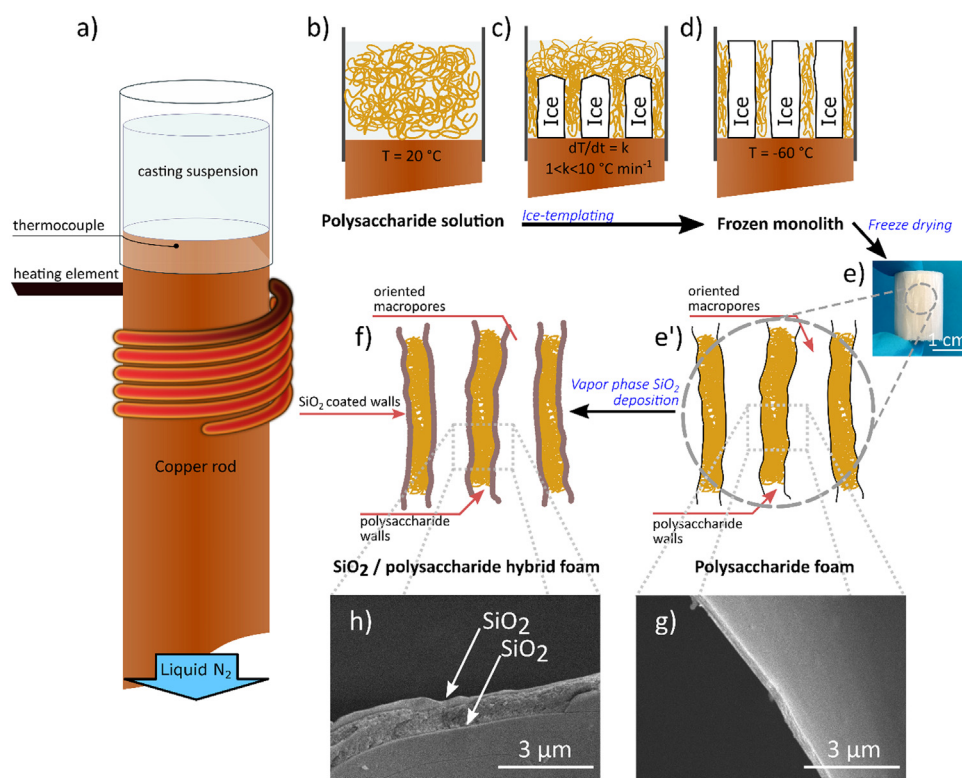 a)
casting suspension
thermocouple
heating element
Copper rod
Liquid N₂
b)
T = 20 °C
Polysaccharide solution
c)
Ice
Ice
Ice
dT/dt = k
1<k<10 °C min⁻¹
Ice-templating
d)
Ice
Ice
Ice
T = -60 °C
Frozen monolith
Freeze drying
e)
1 cm
oriented
macropores
e')
Vapor phase SiO₂
deposition
polysaccharide
walls
Polysaccharide foam
oriented
macropores
f)
SiO₂ coated walls
polysaccharide
walls
SiO₂ / polysaccharide hybrid foam
h)
SiO₂
SiO₂
3 µm
g)
3 µm